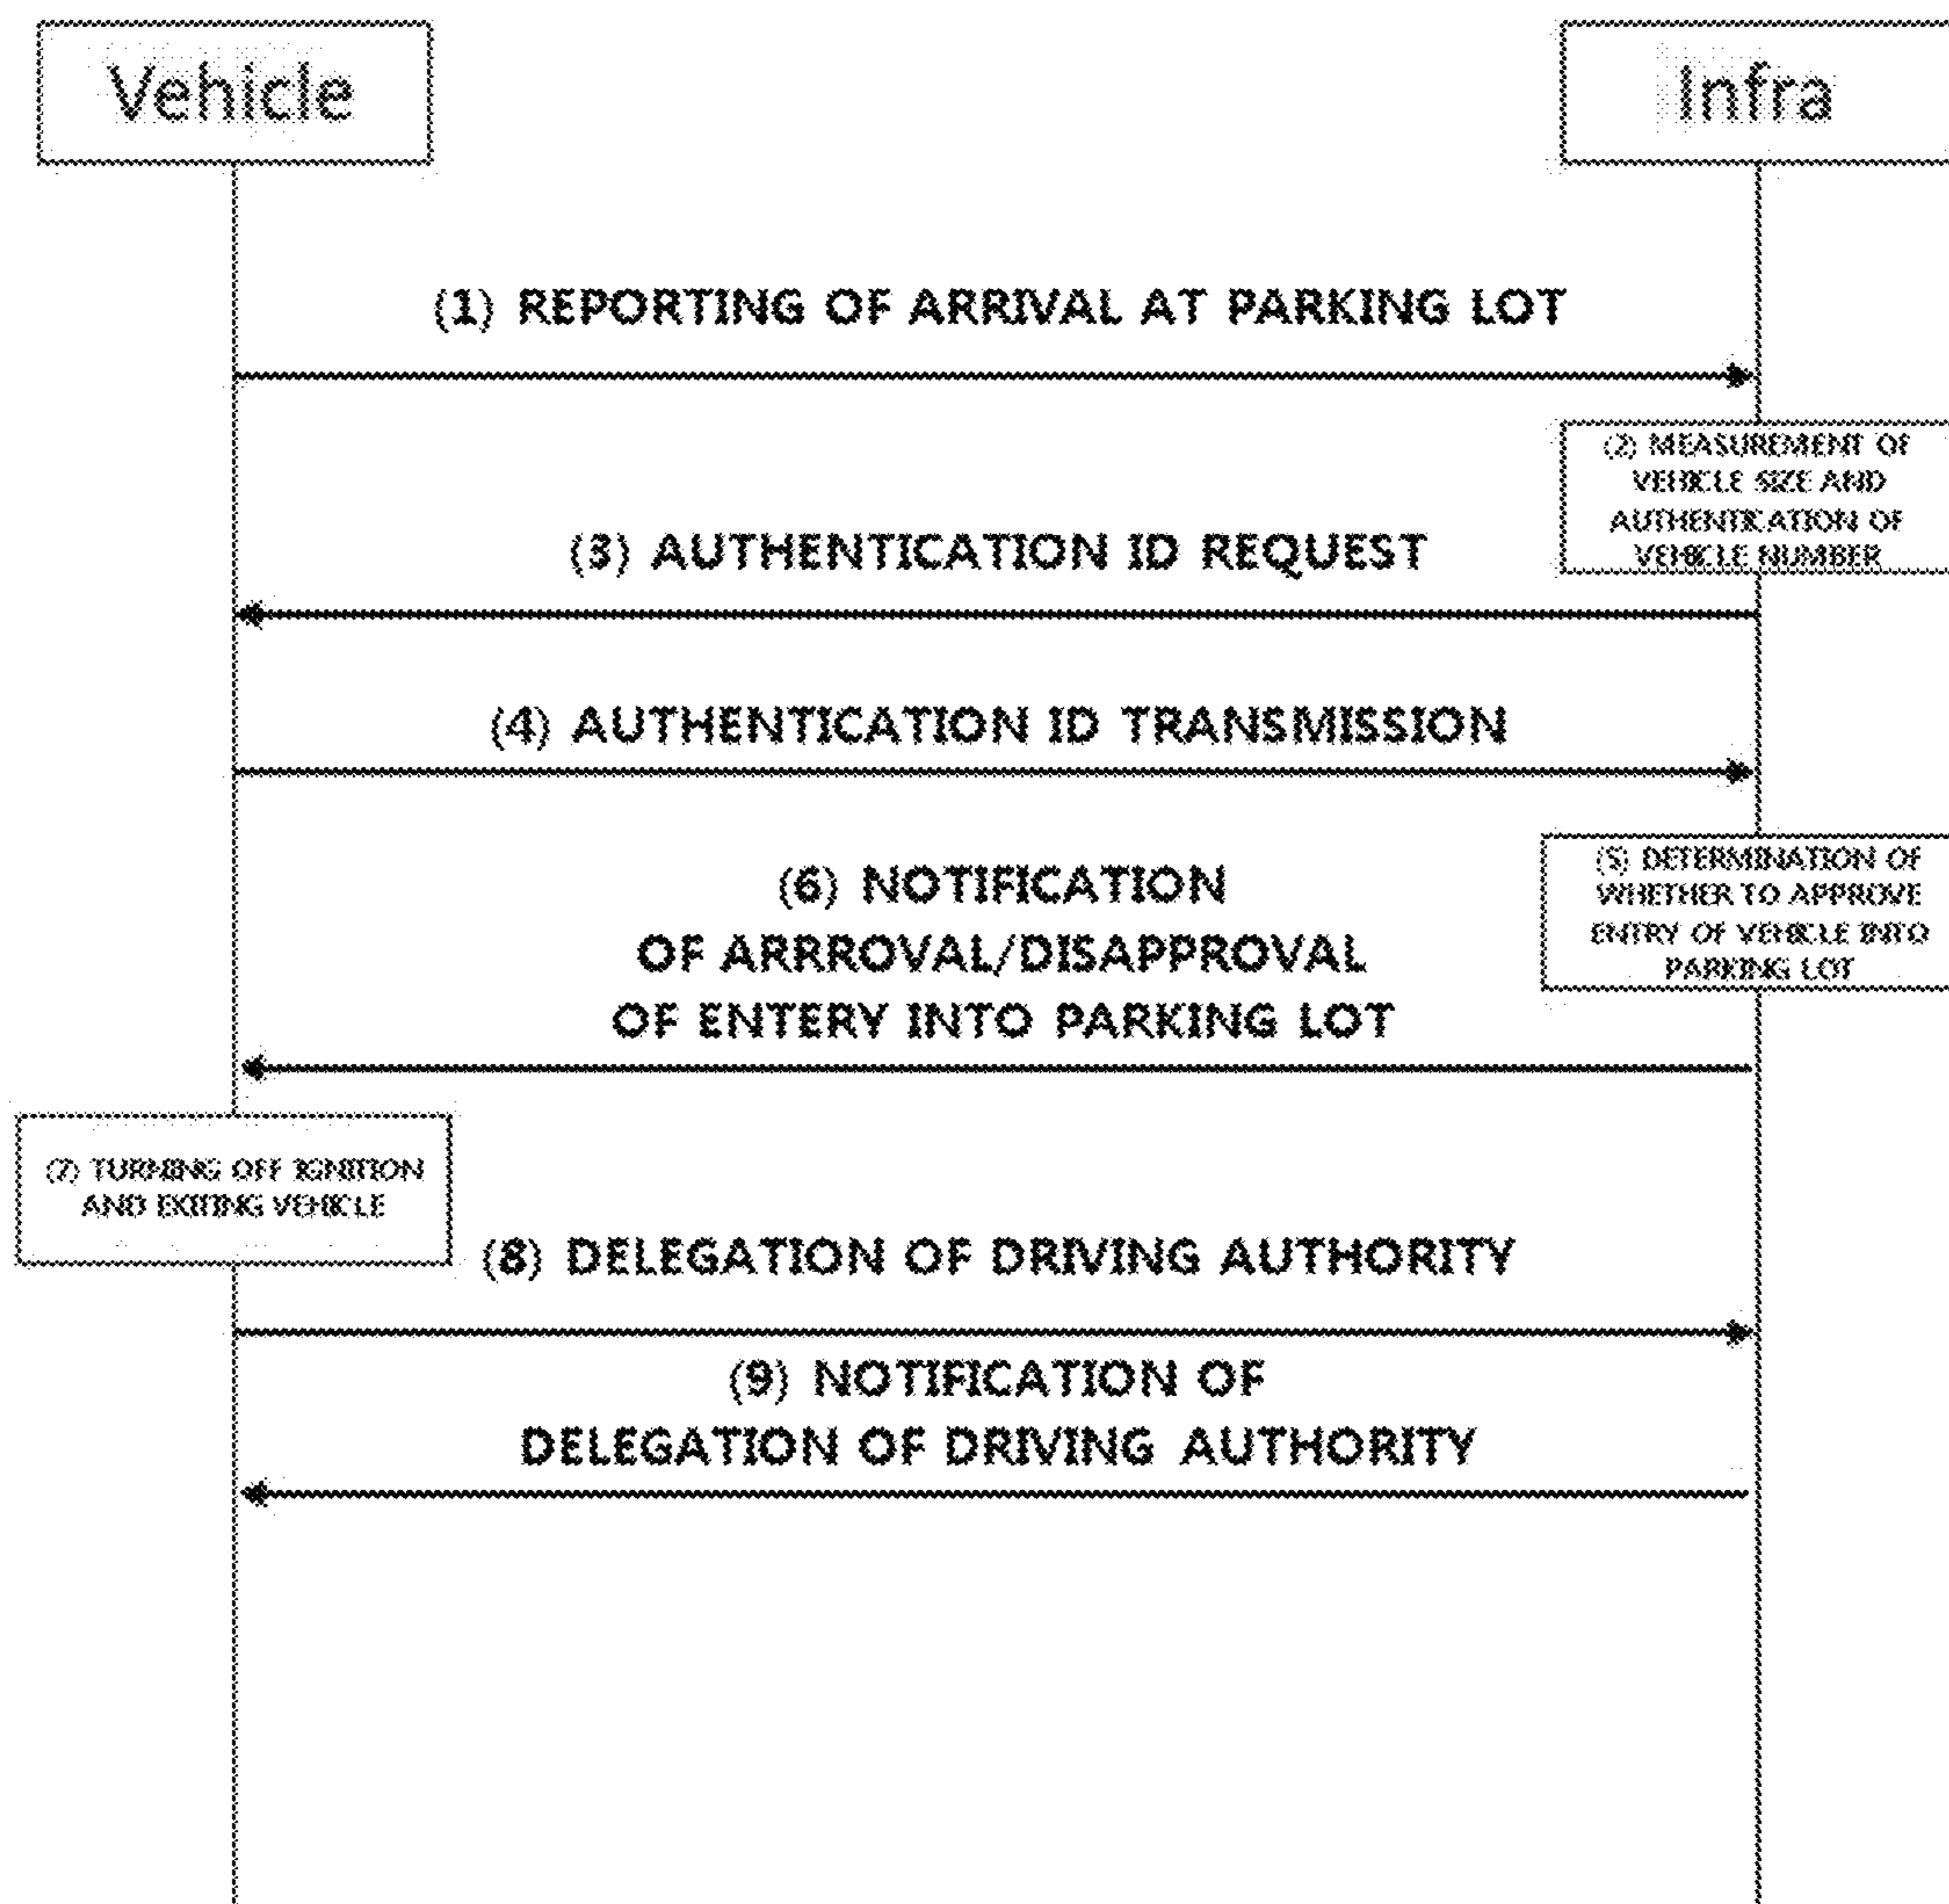 Vehicle
Infra
(1) REPORTING OF ARRIVAL AT PARKING LOT
(2) MEASUREMENT OF
VEHICLE SIZE AND
AUTHENTICATION OF
VEHICLE NUMBER
(3) AUTHENTICATION ID REQUEST
(4) AUTHENTICATION ID TRANSMISSION
(5) DETERMINATION OF
WHETHER TO APPROVE
ENTRY OF VEHICLE INTO
PARKING LOT
(6) NOTIFICATION
OF ARRROVAL/DISAPPROVAL
OF ENTERY INTO PARKING LOT
(7) TURNING OFF IGNITION
AND EXITING VEHICLE
(8) DELEGATION OF DRIVING AUTHORITY
(9) NOTIFICATION OF
DELEGATION OF DRIVING AUTHORITY